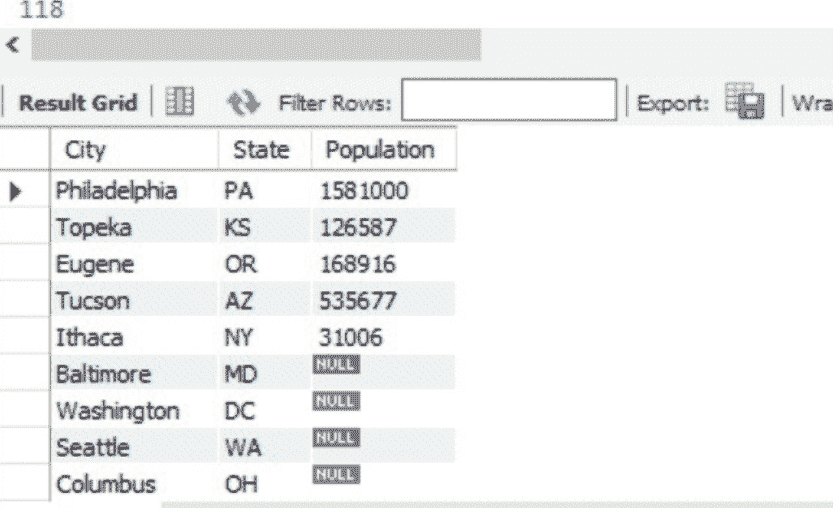 118
Result Grid Filter Rows: Export: Wra
City State Population
Philadelphia PA 1581000
Topeka KS 126587
Eugene OR 168916
Tucson AZ 535677
Ithaca NY 31006
Baltimore MD NULL
Washington DC NULL
Seattle WA NULL
Columbus OH NULL